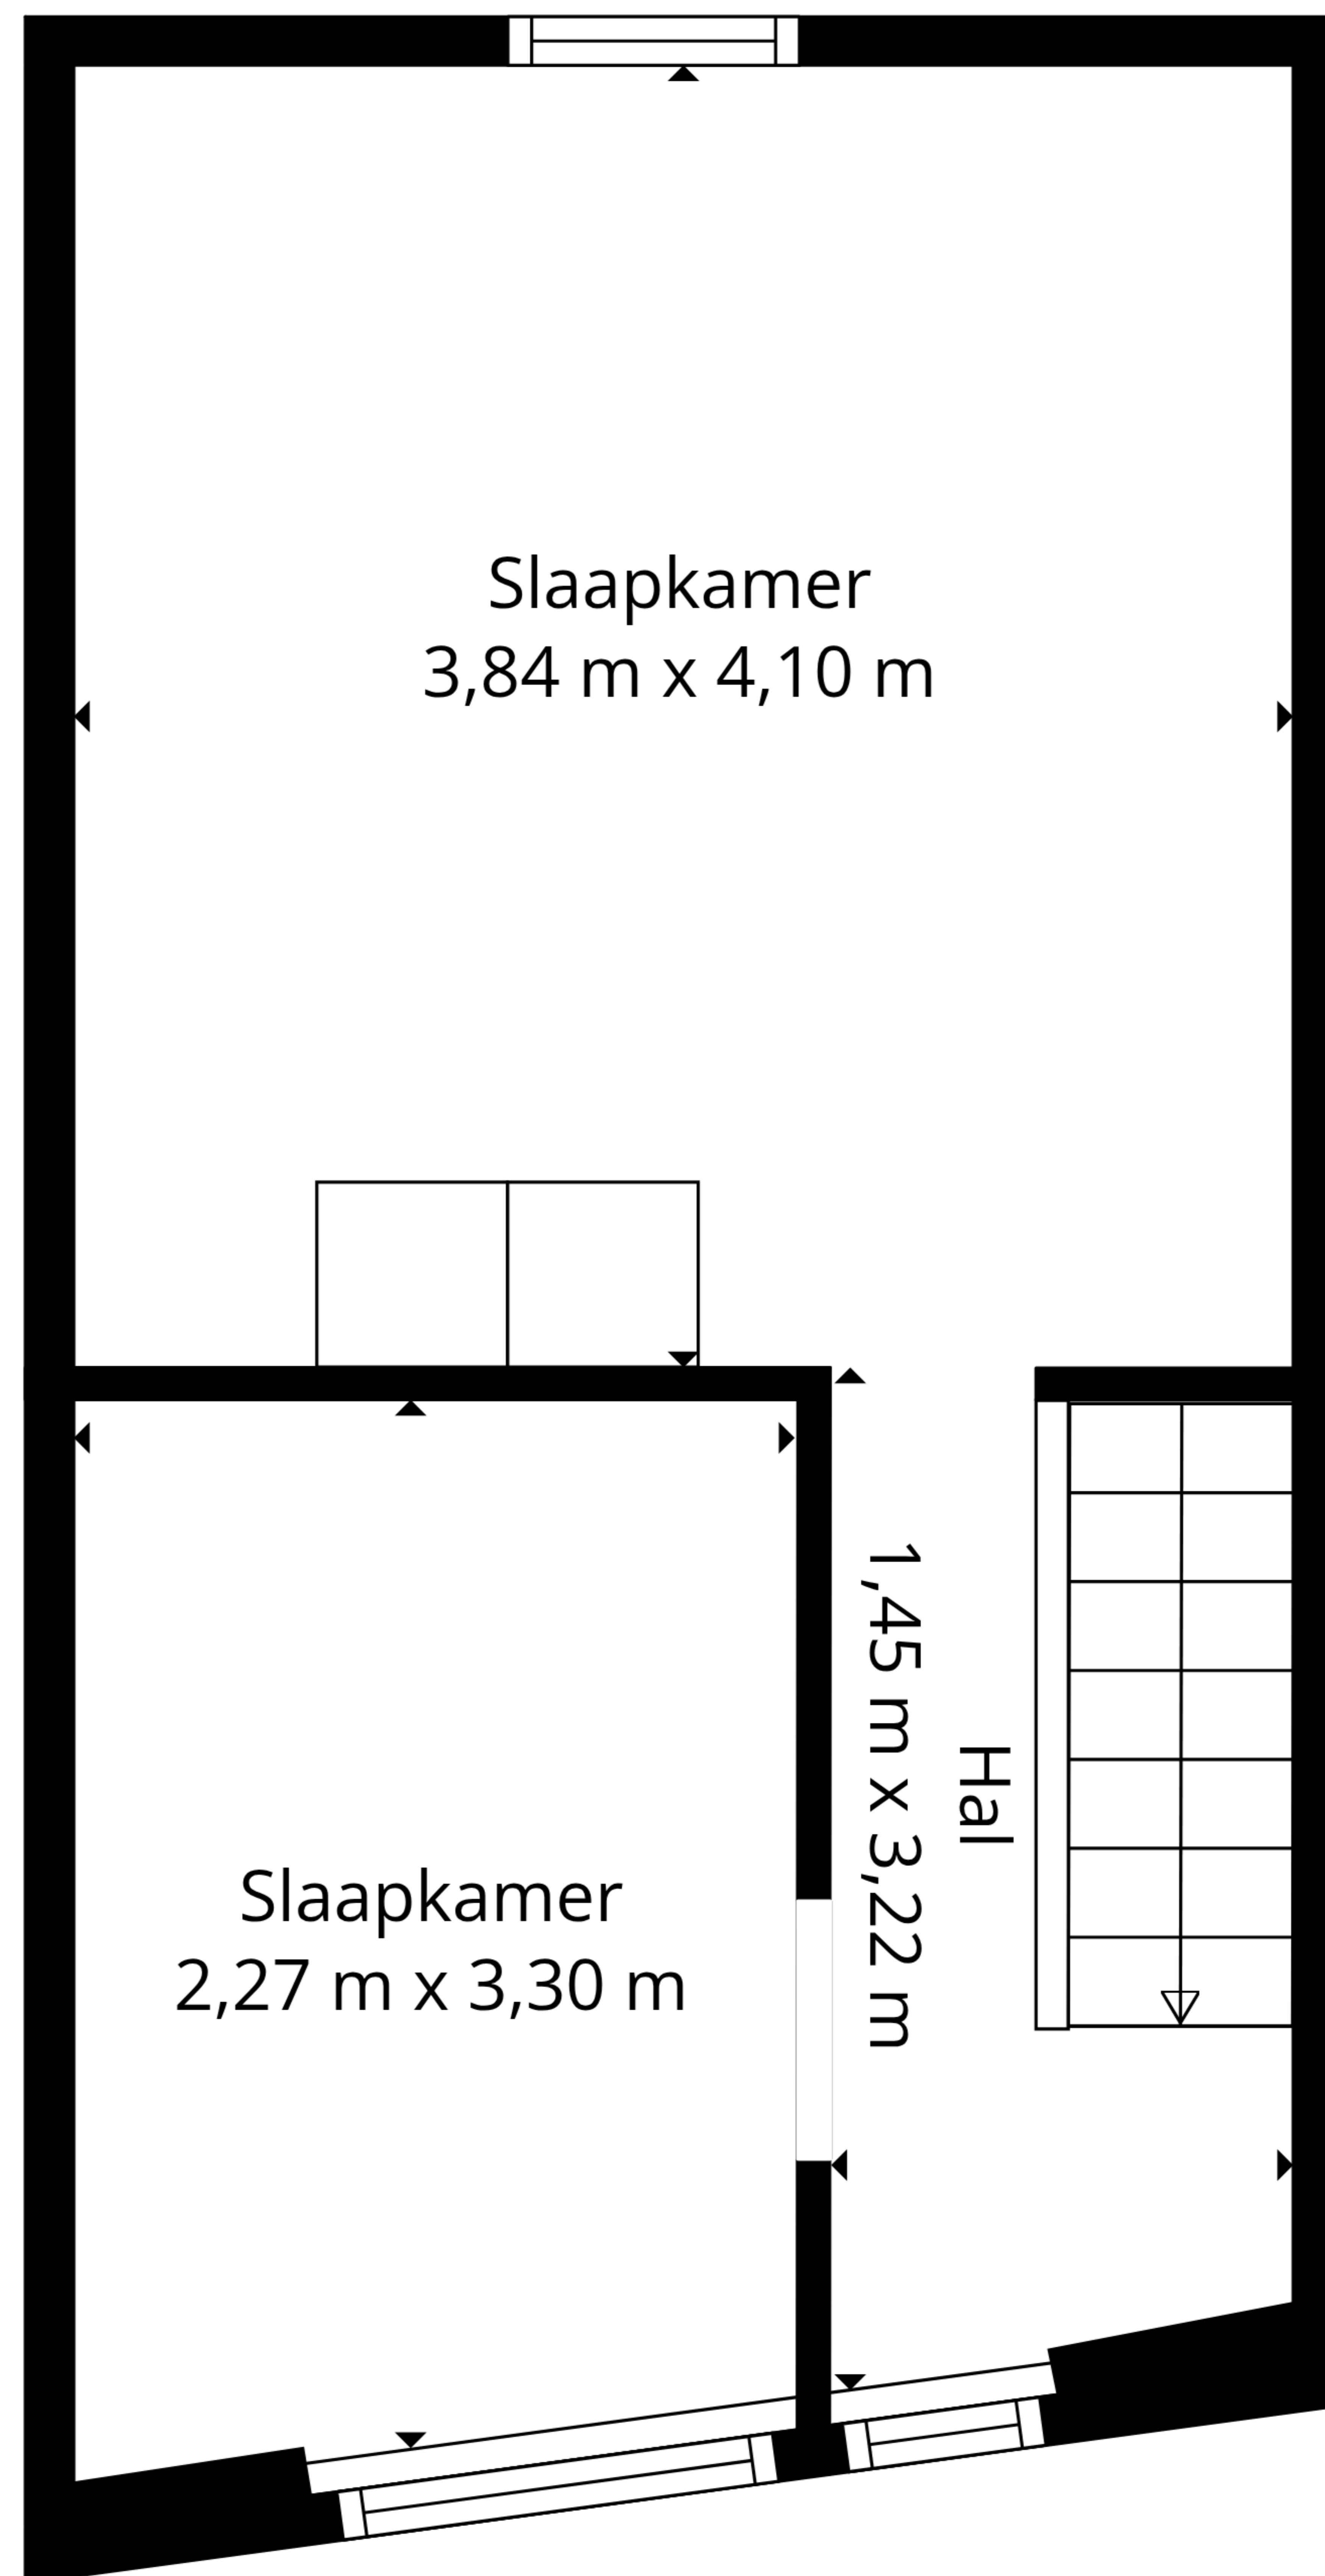 Slaapkamer
3,84 m x 4,10 m
Hal
1,45 m x 3,22 m
Slaapkamer
2,27 m x 3,30 m